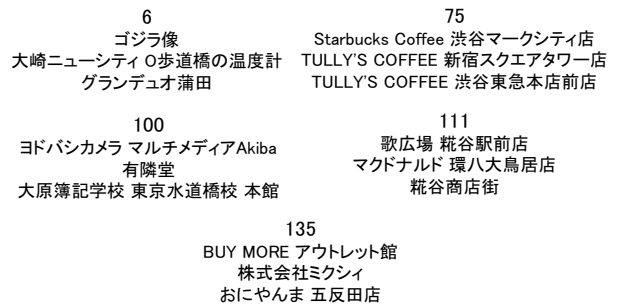 6
ゴジラ像
大崎ニューシティ O歩道橋の温度計
グランデュオ蒲田
75
Starbucks Coffee 渋谷マークシティ店
TULLY'S COFFEE 新宿スクエアタワー店
TULLY'S COFFEE 渋谷東急本店前店
100
ヨドバシカメラ マルチメディアAkiba
有隣堂
大原簿記学校 東京水道橋校 本館
111
歌広場 糀谷駅前店
マクドナルド 環八大鳥居店
糀谷商店街
135
BUY MORE アウトレット館
株式会社ミクシィ
おにやんま 五反田店